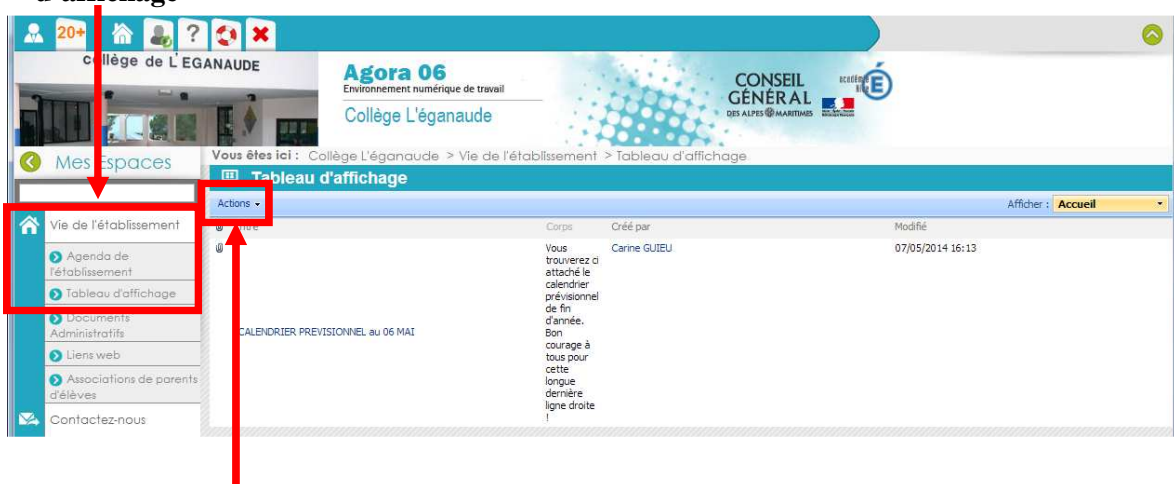 d'affichage
20+
?
collège de L'EGANAUDE
Agora 06
Environnement numérique de travail
Collège L'éganaude
CONSEIL
GÉNÉRAL
DES ALPES MARITIMES
académie
Mes Espaces
Vous êtes ici : Collège L'éganaude > Vie de l'établissement > Tableau d'affichage
Tableau d'affichage
Actions
Afficher : Accueil
Vie de l'établissement
Agenda de
l'établissement
Tableau d'affichage
Documents
Administratifs
Liens web
Associations de parents
d'élèves
Contactez-nous
Titre Corps Créé par Modifié
CALENDRIER PREVISIONNEL au 06 MAI
Vous
trouverez ci
attaché le
calendrier
prévisionnel
de fin
d'année.
Bon
courage à
tous pour
cette
longue
dernière
ligne droite
!
Carine GUIEU
07/05/2014 16:13